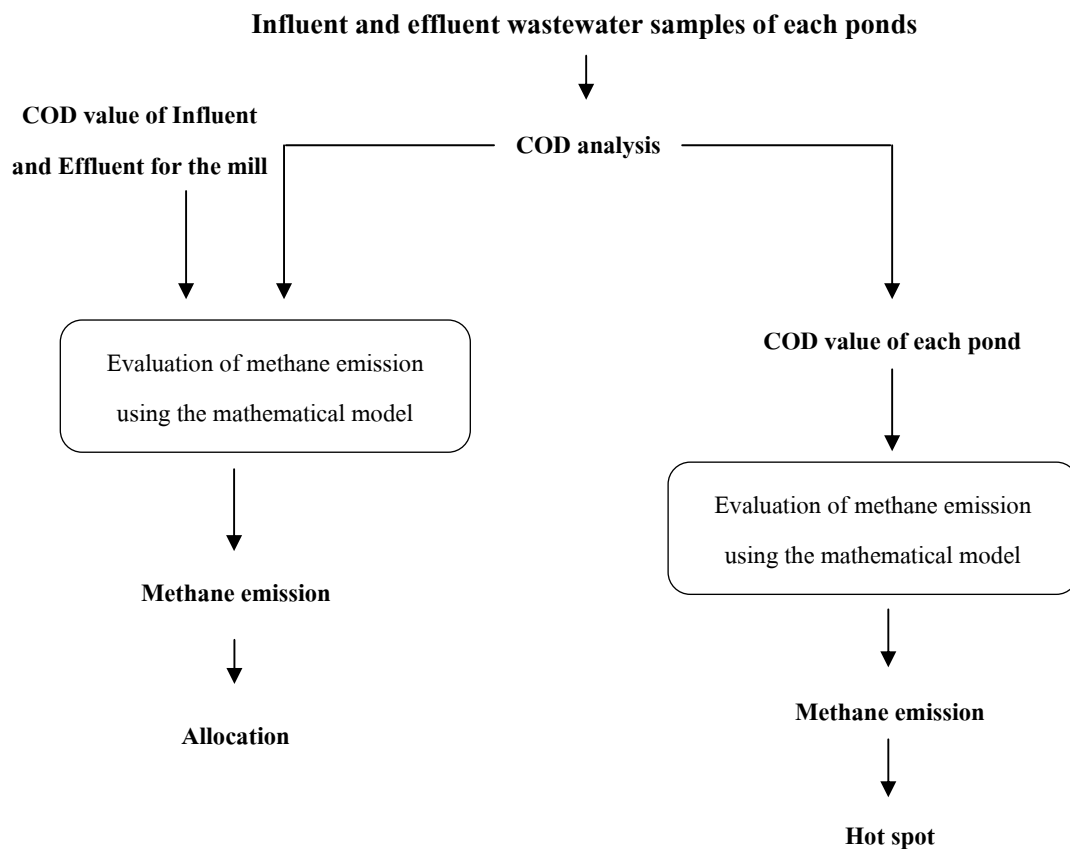 Influent and effluent wastewater samples of each ponds
COD value of Influent
and Effluent for the mill
COD analysis
Evaluation of methane emission
using the mathematical model
Methane emission
Allocation
COD value of each pond
Evaluation of methane emission
using the mathematical model
Methane emission
Hot spot